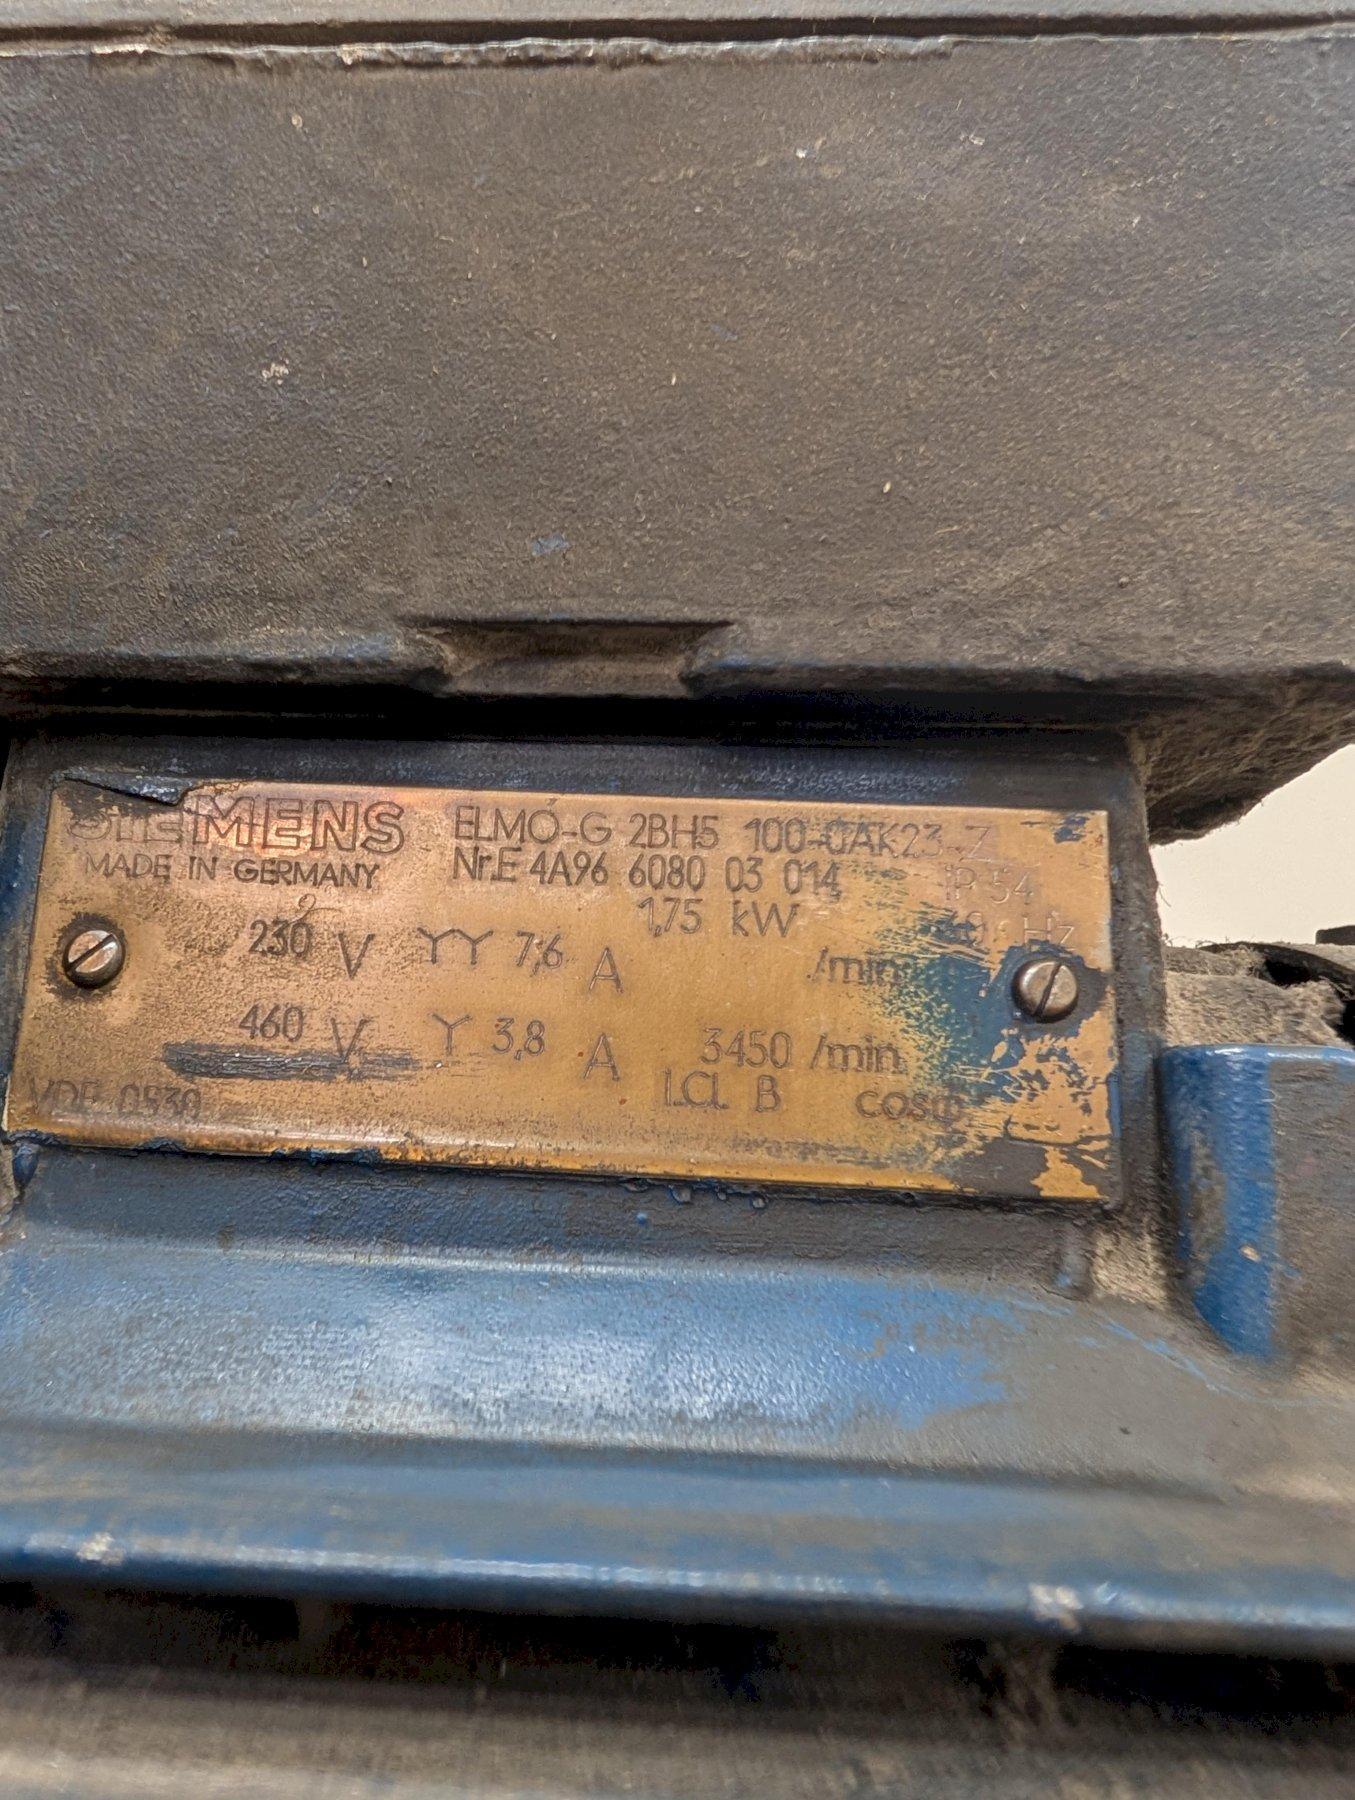 SIEMENS ELMO-G 2BH5 100-0AK23-Z
MADE IN GERMANY Nr.E 4A96 6080 03 014 IP 54
1,75 kW Hz
230 V YY 7,6 A /min
460 V Y 3,8 A 3450 /min
VDE 0530 I.Cl. B cosφ